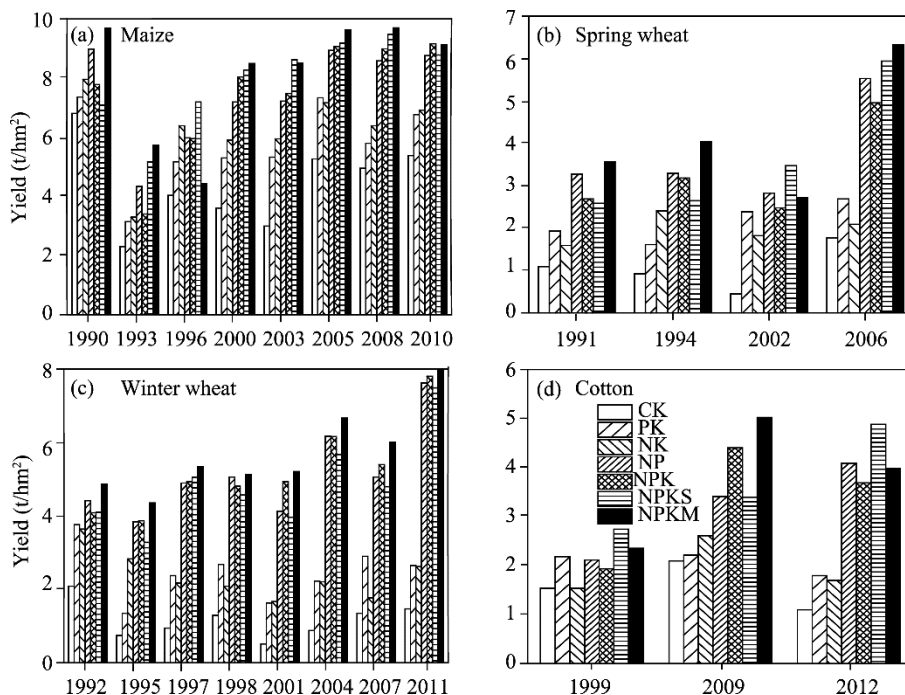 (a) Maize
Yield (t/hm²)
10
8
6
4
2
0
1990 1993 1996 2000 2003 2005 2008 2010
(b) Spring wheat
7
6
5
4
3
2
1
0
1991 1994 2002 2006
(c) Winter wheat
Yield (t/hm²)
8
6
4
2
0
1992 1995 1997 1998 2001 2004 2007 2011
(d) Cotton
6
5
4
3
2
1
0
CK
PK
NK
NP
NPK
NPKS
NPKM
1999 2009 2012